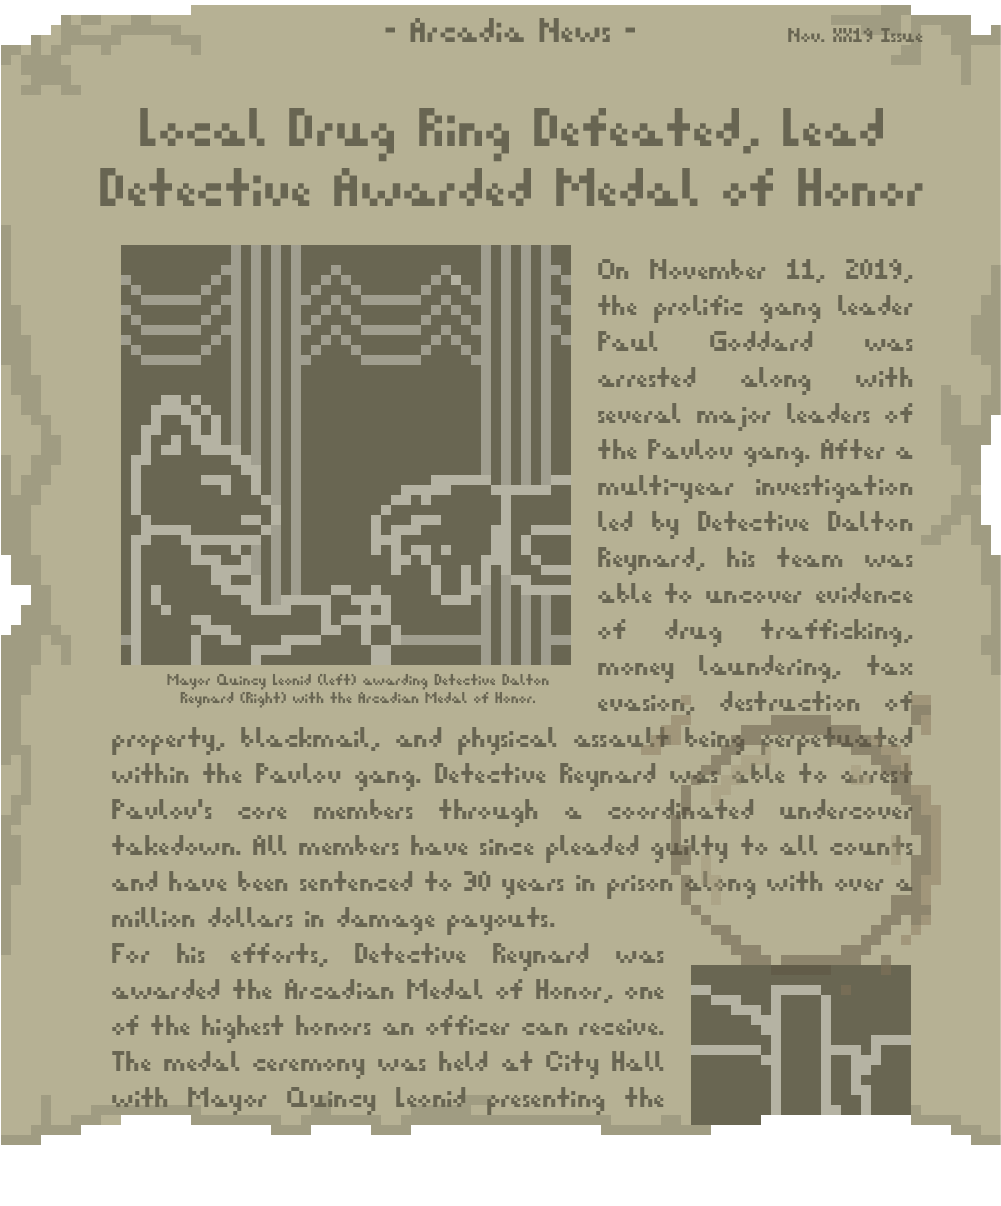 - Arcadia News -
Nov. XX19 Issue
Local Drug Ring Defeated, Lead
Detective Awarded Medal of Honor
On November 11, 2019,
the prolific gang leader
Paul Goddard was
arrested along with
several major leaders of
the Pavlov gang. After a
multi-year investigation
led by Detective Dalton
Reynard, his team was
able to uncover evidence
of drug trafficking,
money laundering, tax
evasion, destruction of
Mayor Quincy Leonid (left) awarding Detective Dalton
Reynard (Right) with the Arcadian Medal of Honor.
property, blackmail, and physical assault being perpetuated
within the Pavlov gang. Detective Reynard was able to arrest
Pavlov's core members through a coordinated undercover
takedown. All members have since pleaded guilty to all counts
and have been sentenced to 30 years in prison along with over a
million dollars in damage payouts.
For his efforts, Detective Reynard was
awarded the Arcadian Medal of Honor, one
of the highest honors an officer can receive.
The medal ceremony was held at City Hall
with Mayor Quincy Leonid presenting the